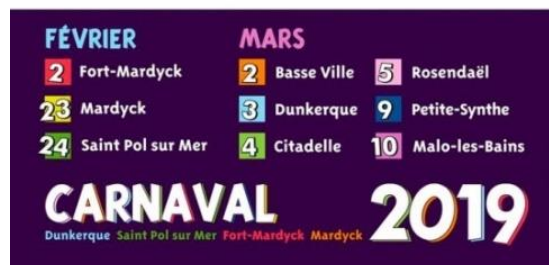 FÉVRIER
2 Fort-Mardyck
23 Mardyck
24 Saint Pol sur Mer
MARS
2 Basse Ville
3 Dunkerque
4 Citadelle
5 Rosendaël
9 Petite-Synthe
10 Malo-les-Bains
CARNAVAL 2019
Dunkerque Saint Pol sur Mer Fort-Mardyck Mardyck